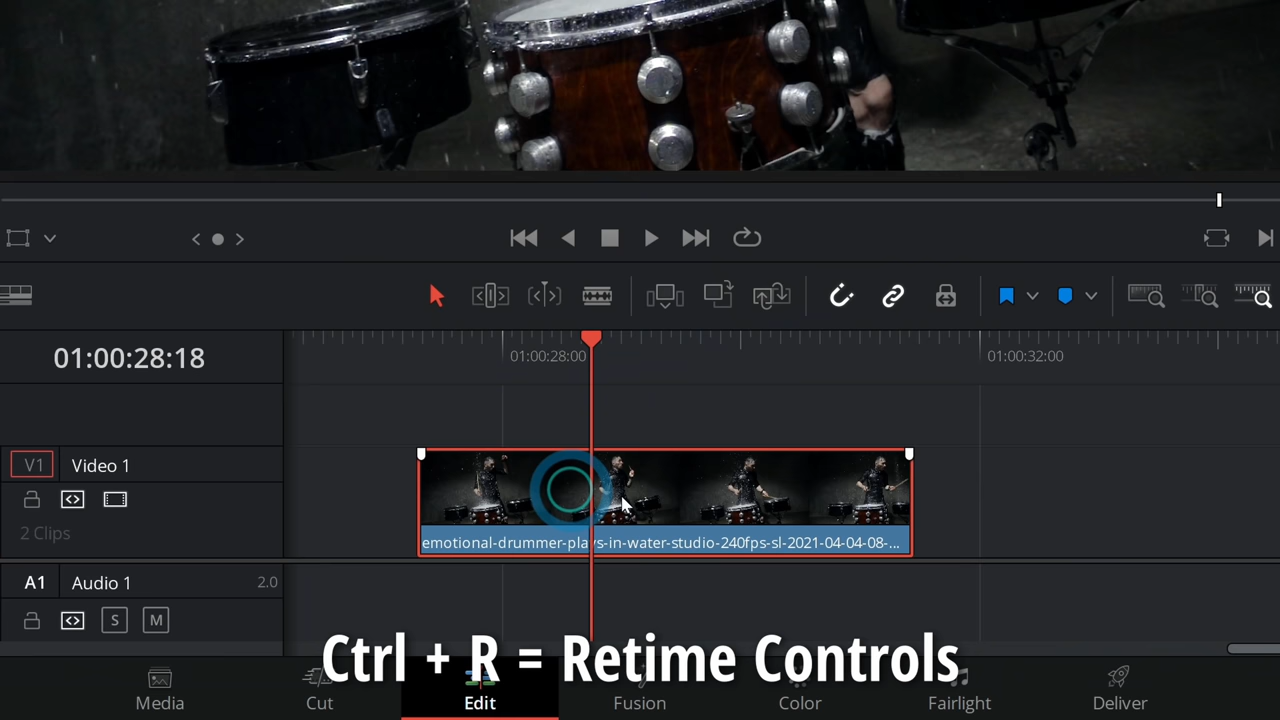 01:00:28:18
01:00:28:00
01:00:32:00
V1
Video 1
2 Clips
emotional-drummer-plays-in-water-studio-240fps-sl-2021-04-04-08-...
A1
Audio 1
2.0
S
M
Ctrl + R = Retime Controls
Media
Cut
Edit
Fusion
Color
Fairlight
Deliver